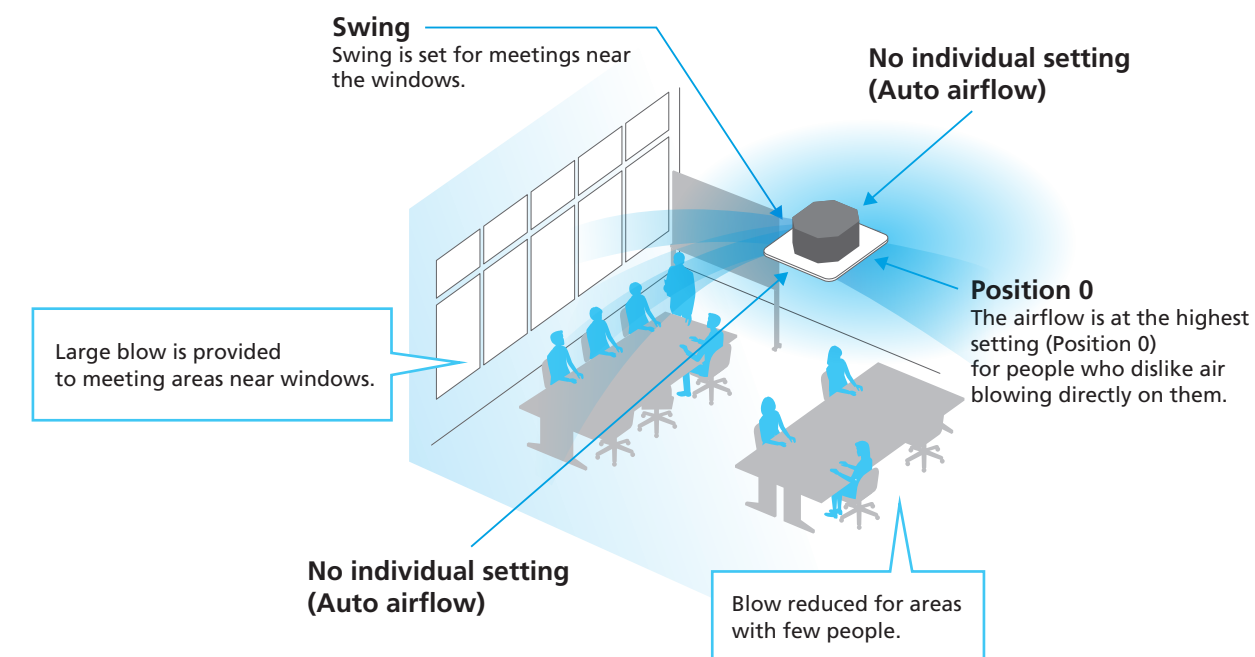 Swing
Swing is set for meetings near
the windows.
No individual setting
(Auto airflow)
Position 0
The airflow is at the highest
setting (Position 0)
for people who dislike air
blowing directly on them.
Large blow is provided
to meeting areas near windows.
No individual setting
(Auto airflow)
Blow reduced for areas
with few people.